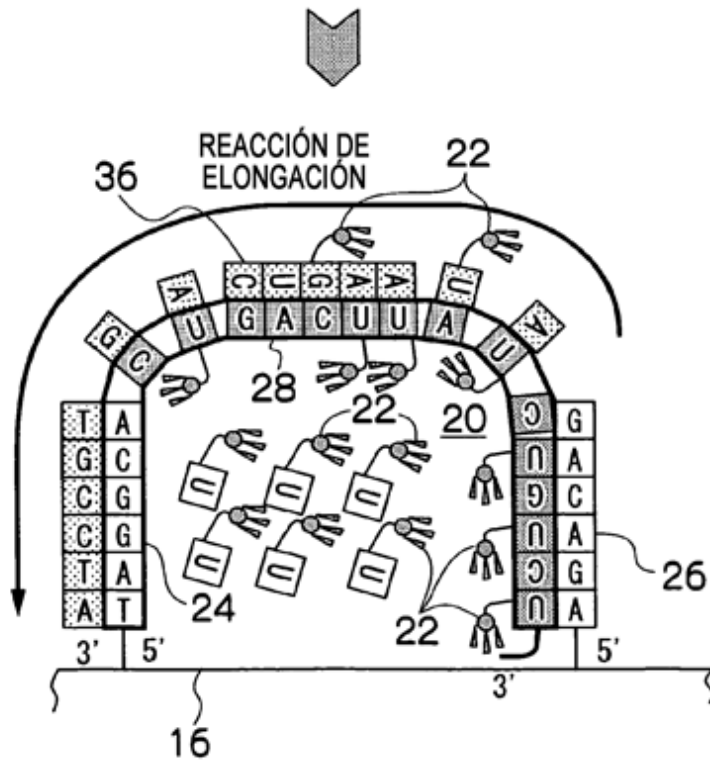 REACCIÓN DE 22
36 ELONGACIÓN
C U G A A
A U
G A C U U
U A
G C
U A
28
22 20
T A
C G
G C
U A
C G
G C
C G
U A
T A
C G
A T
U A
U U U
U U U
24
22
26
3' 5'
3' 5'
16